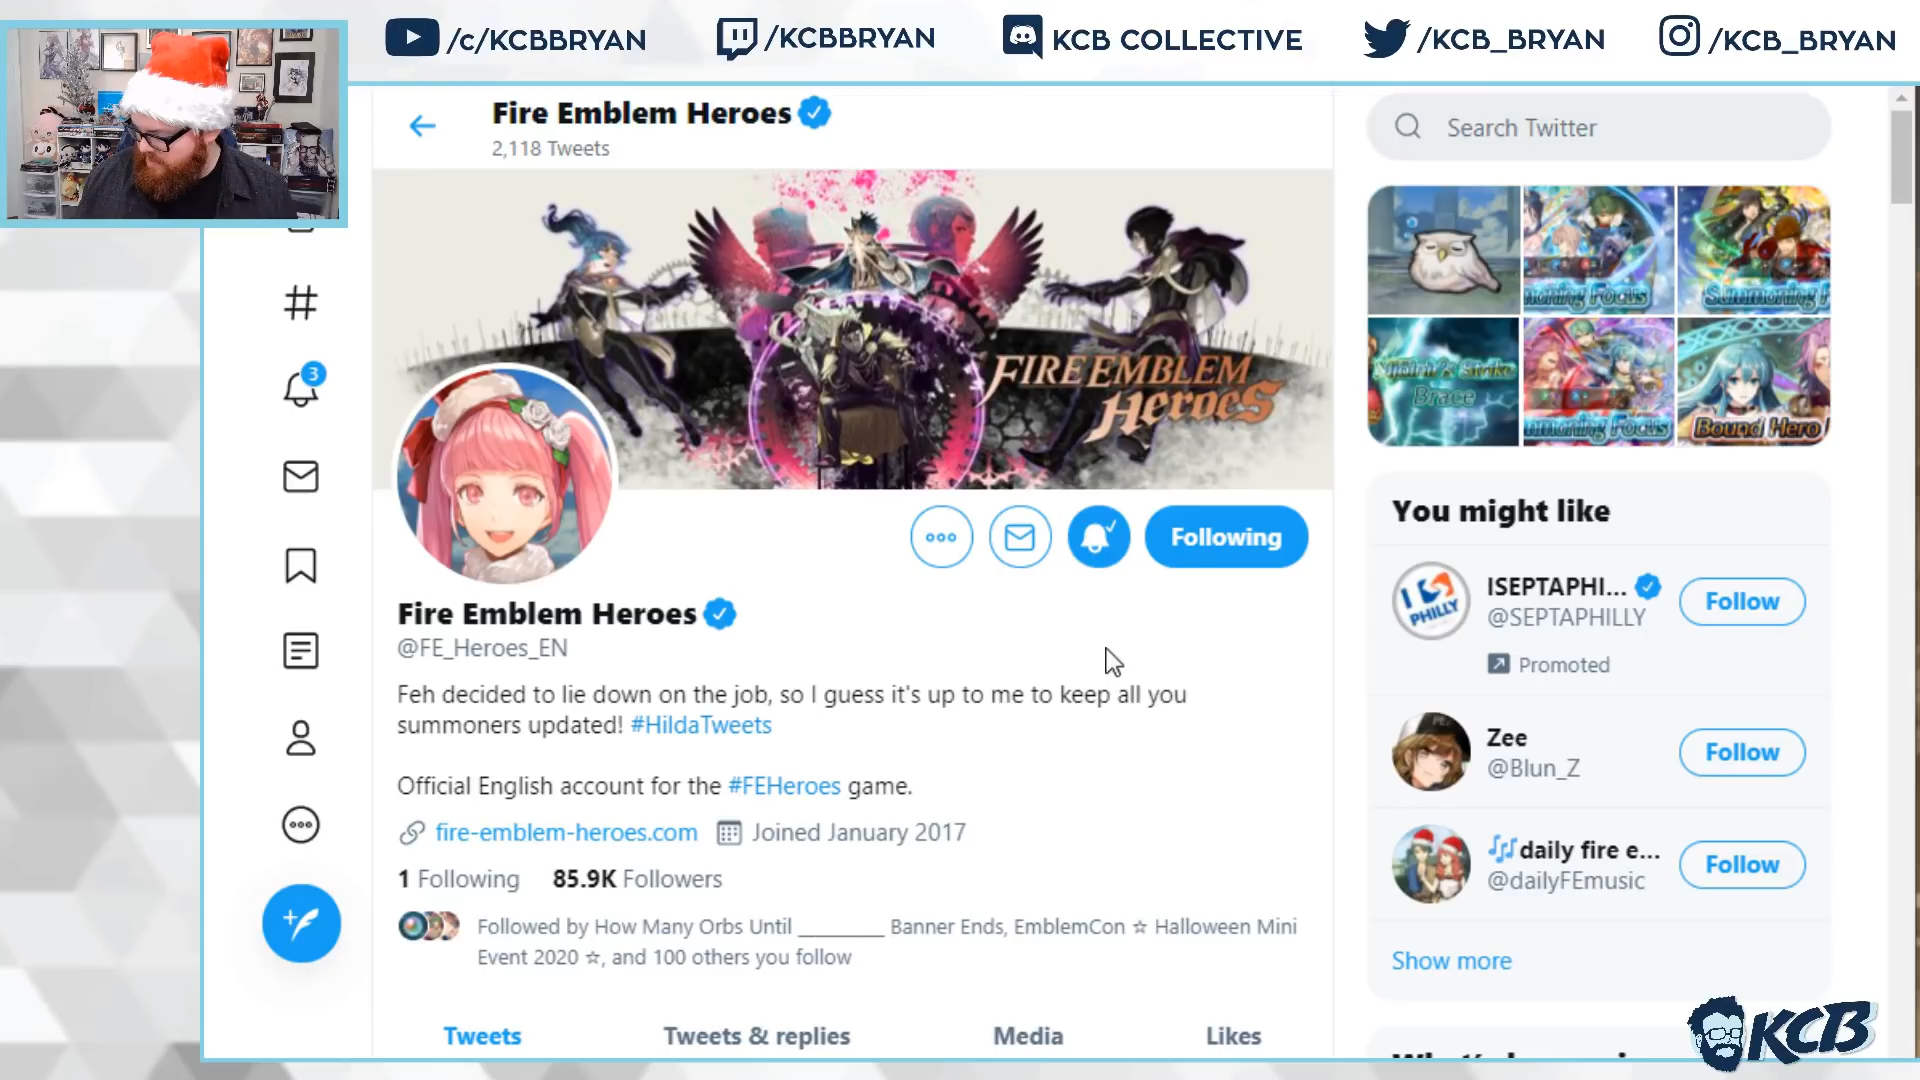 /c/KCBBRYAN
/KCBBRYAN
KCB COLLECTIVE
/KCB_BRYAN
/KCB_BRYAN
Fire Emblem Heroes
2,118 Tweets
Search Twitter
FIRE EMBLEM
HEROES
Summoning Focus
Brace
Bound Hero
3
Following
Fire Emblem Heroes
@FE_Heroes_EN
Feh decided to lie down on the job, so I guess it's up to me to keep all you
summoners updated! #HildaTweets
Official English account for the #FEHeroes game.
fire-emblem-heroes.com Joined January 2017
1 Following 85.9K Followers
Followed by How Many Orbs Until ________ Banner Ends, EmblemCon ☆ Halloween Mini
Event 2020 ☆, and 100 others you follow
Tweets Tweets & replies Media Likes
You might like
I PHILLY
ISEPTAPHI...
@SEPTAPHILLY
Promoted
Follow
Zee
@Blun_Z
Follow
🎶daily fire e...
@dailyFEmusic
Follow
Show more
KCB